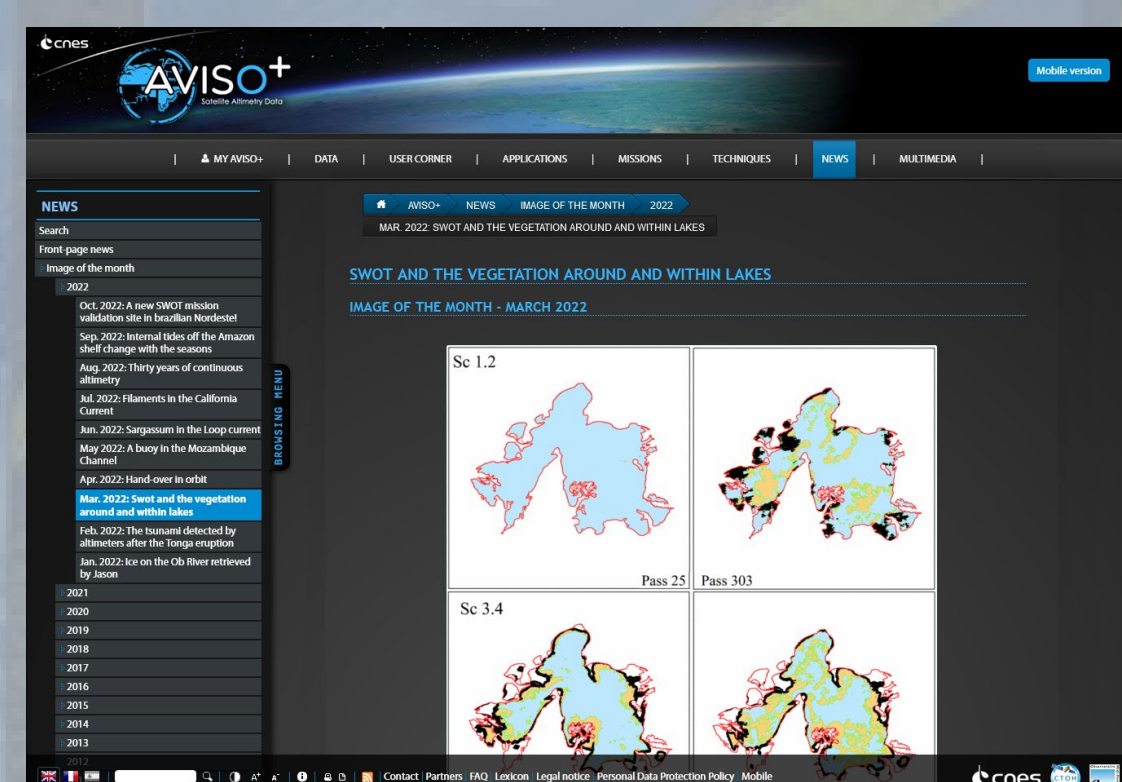 cnes
AVISO+
Satellite Altimetry Data
Mobile version
| MY AVISO+ | DATA | USER CORNER | APPLICATIONS | MISSIONS | TECHNIQUES | NEWS | MULTIMEDIA |
NEWS
Search
Front-page news
Image of the month
2022
Oct. 2022: A new SWOT mission
validation site in brazilian Nordeste!
Sep. 2022: Internal tides off the Amazon
shelf change with the seasons
Aug. 2022: Thirty years of continuous
altimetry
Jul. 2022: Filaments in the California
Current
Jun. 2022: Sargassum in the Loop current
May 2022: A buoy in the Mozambique
Channel
Apr. 2022: Hand-over in orbit
Mar. 2022: Swot and the vegetation
around and within lakes
Feb. 2022: The tsunami detected by
altimeters after the Tonga eruption
Jan. 2022: Ice on the Ob River retrieved
by Jason
2021
2020
2019
2018
2017
2016
2015
2014
2013
2012
BROWSING MENU
AVISO+ NEWS IMAGE OF THE MONTH 2022
MAR. 2022: SWOT AND THE VEGETATION AROUND AND WITHIN LAKES
SWOT AND THE VEGETATION AROUND AND WITHIN LAKES
IMAGE OF THE MONTH - MARCH 2022
Sc 1.2
Pass 25
Pass 303
Sc 3.4
A+ A- | Contact | Partners | FAQ | Lexicon | Legal notice | Personal Data Protection Policy | Mobile
cnes
CTOH